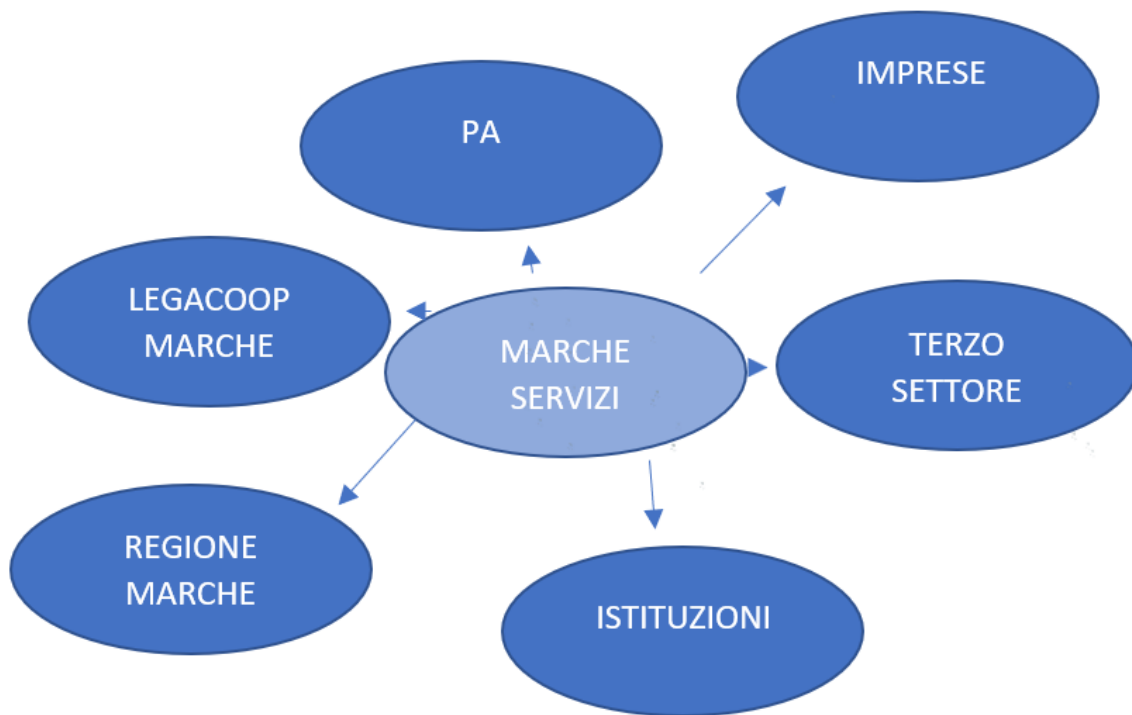 IMPRESE
PA
LEGACOOP
MARCHE
MARCHE
SERVIZI
TERZO
SETTORE
REGIONE
MARCHE
ISTITUZIONI